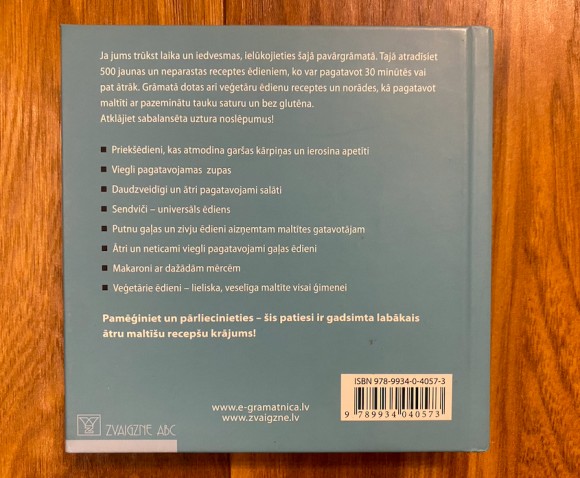 Ja jums trūkst laika un iedvesmas, ielūkojieties šajā pavārgrāmatā. Tajā atradīsiet
500 jaunas un neparastas receptes ēdieniem, ko var pagatavot 30 minūtēs vai
pat ātrāk. Grāmatā dotas arī veģetāru ēdienu receptes un norādes, kā pagatavot
maltīti ar pazeminātu tauku saturu un bez glutēna.
Atklājiet sabalansēta uztura noslēpumus!
■ Priekšēdieni, kas atmodina garšas kārpiņas un ierosina apetīti
■ Viegli pagatavojamas zupas
■ Daudzveidīgi un ātri pagatavojami salāti
■ Sendviči – universāls ēdiens
■ Putnu gaļas un zivju ēdieni aizņemtam maltītes gatavotājam
■ Ātri un neticami viegli pagatavojami gaļas ēdieni
■ Makaroni ar dažādām mērcēm
■ Veģetārie ēdieni – lieliska, veselīga maltīte visai ģimenei
Pamēģiniet un pārliecinieties – šis patiesi ir gadsimta labākais
ātru maltīšu recepšu krājums!
ISBN 978-9934-0-4057-3
9 789934 040573
www.e-gramatnica.lv
www.zvaigzne.lv
ZVAIGZNE ABC